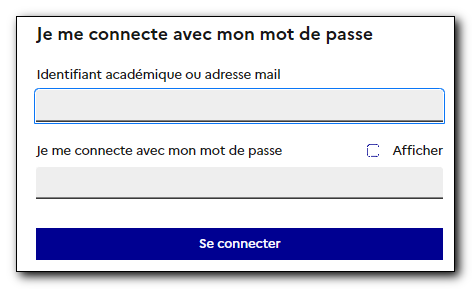 Je me connecte avec mon mot de passe
Identifiant académique ou adresse mail
Je me connecte avec mon mot de passe Afficher
Se connecter